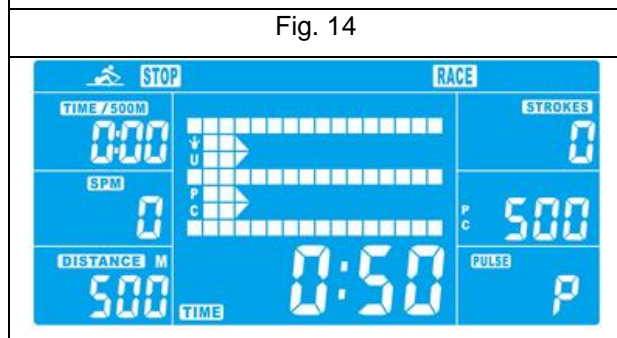 Fig. 14
STOP RACE
TIME / 500M
0:00
SPM
0
DISTANCE M
500
U
P
C
TIME
0:50
STROKES
0
P
C 500
PULSE
P